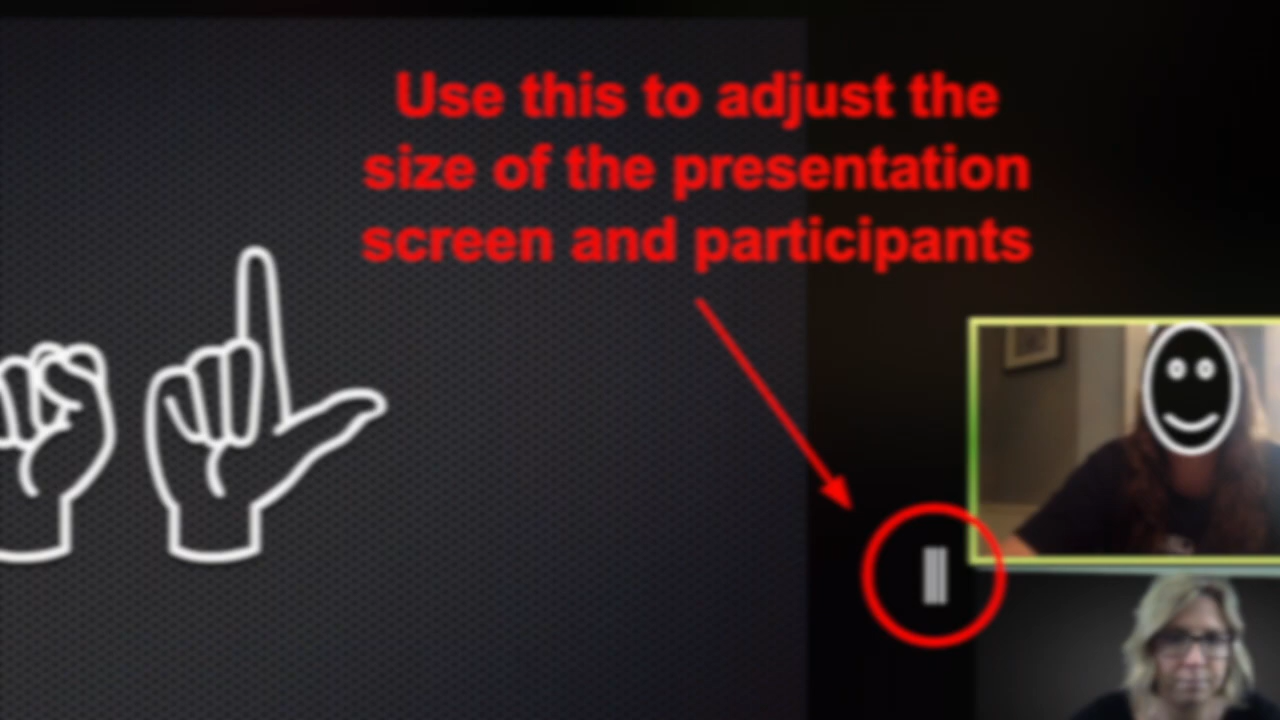 Use this to adjust the
size of the presentation
screen and participants